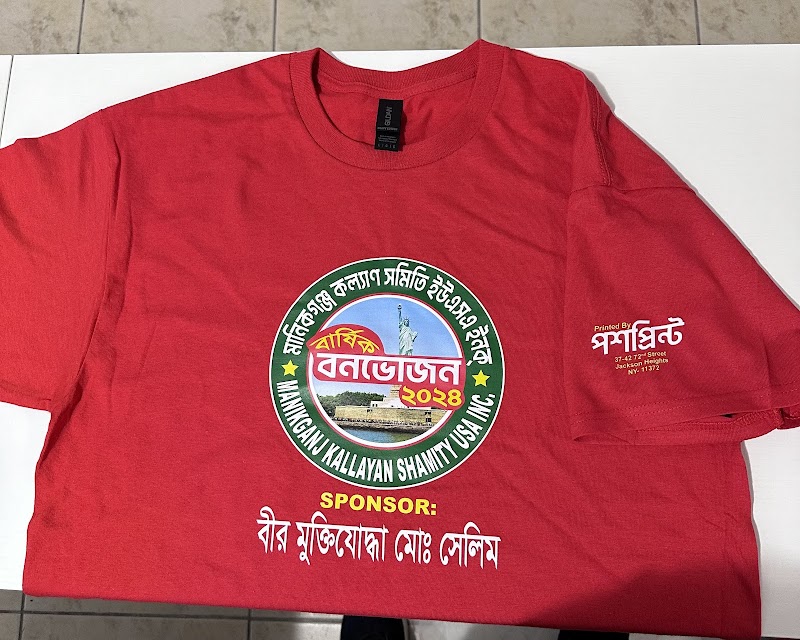 GILDAN
মানিকগঞ্জ কল্যাণ সমিতি ইউএসএ ইনক্
বার্ষিক
বনভোজন
২০২৪
MANIKGANJ KALLAYAN SHAMITY USA INC.
SPONSOR:
বীর মুক্তিযোদ্ধা মোঃ সেলিম
Printed By
পশপ্রিন্ট
37-42 72nd Street
Jackson Heights
NY- 11372